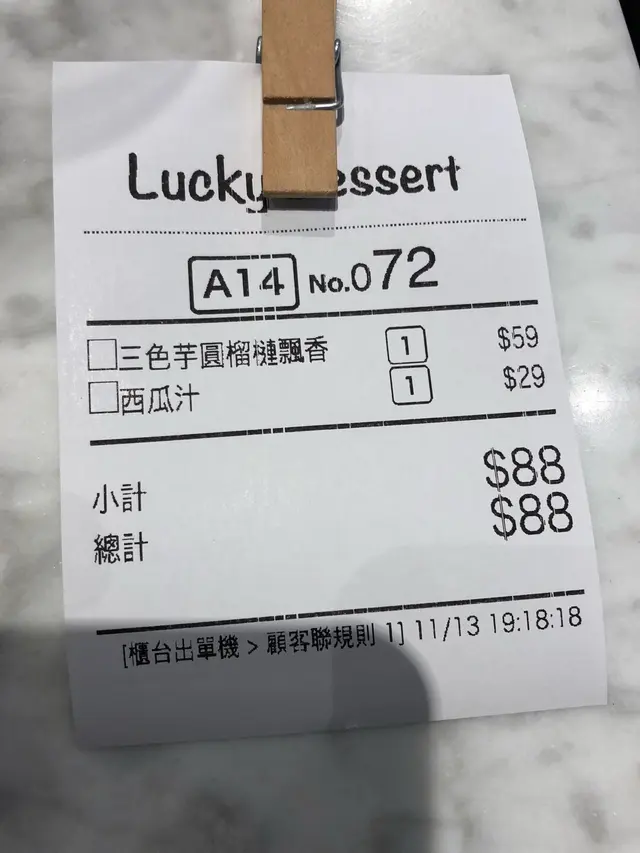 Lucky essert
A14 No.072
三色芋圓榴槤飄香 1 $59
西瓜汁 1 $29
小計 $88
總計 $88
[櫃台出單機 > 顧客聯規則 1] 11/13 19:18:18